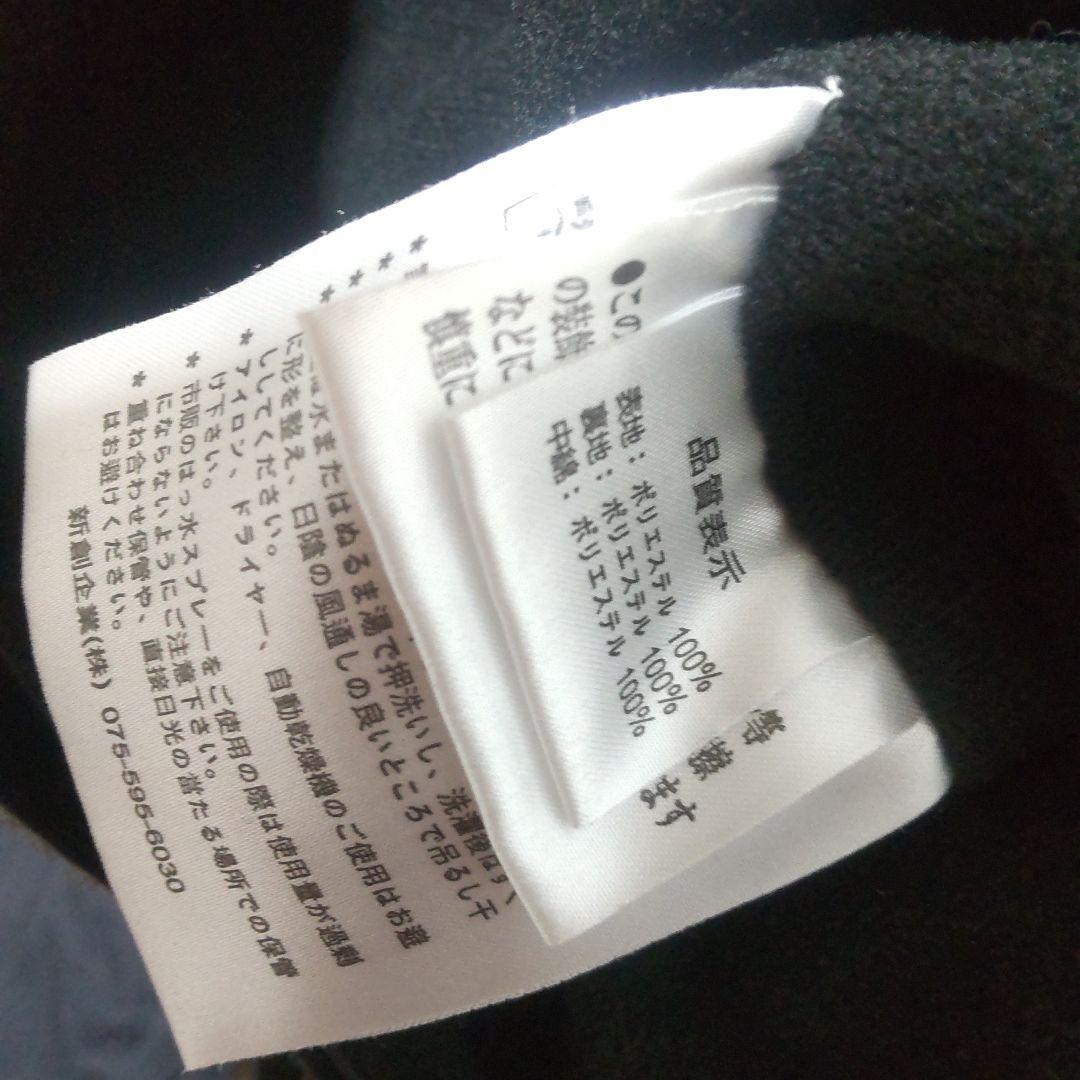 品質表示
表地： ポリエステル 100%
裏地： ポリエステル 100%
中綿： ポリエステル 100%
●この
の装飾
などに
慎重に
等
ます
水またはぬるま湯で押洗いし、洗濯後はすぐ
に形を整え、日陰の風通しの良いところで吊るし干
ししてください。
* アイロン、ドライヤー、自動乾燥機のご使用はお避
け下さい。
* 市販のはっ水スプレーをご使用の際は使用量が過剰
にならないようにご注意下さい。
* 重ね合わせ保管や、直接日光の當たる場所での保管
はお避けください。
新創企業(株) 075-595-6030